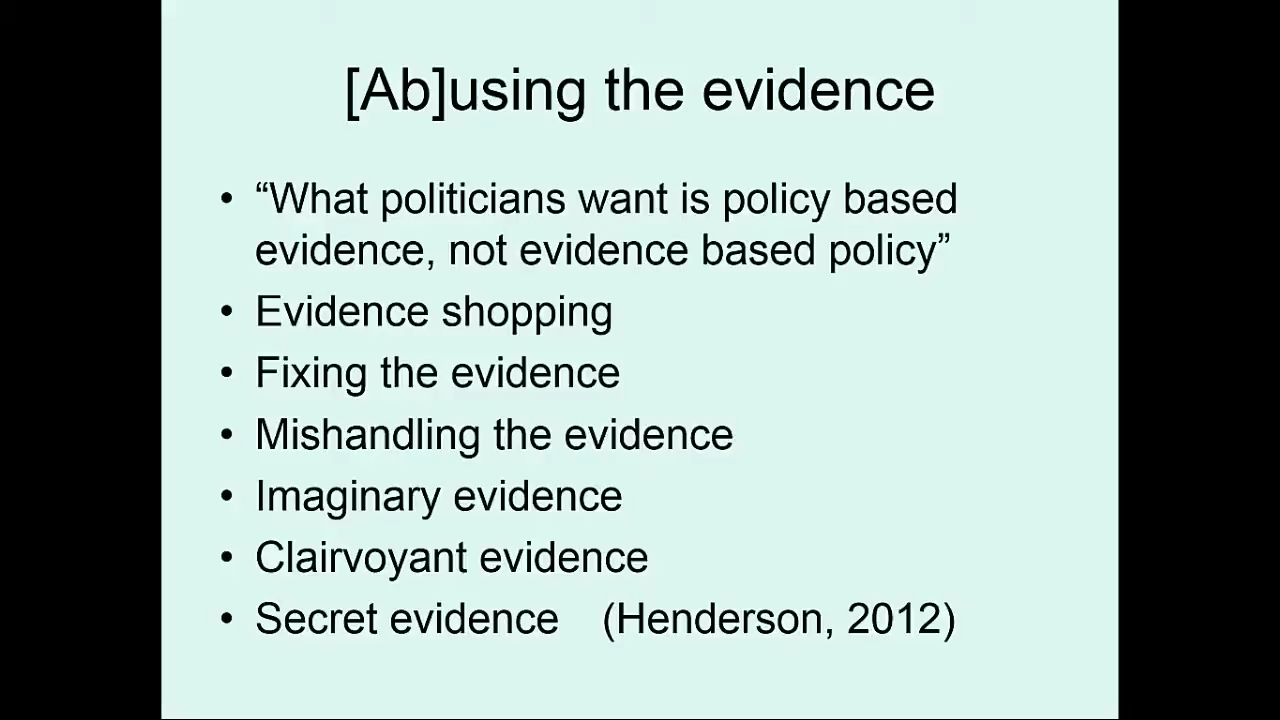 [Ab]using the evidence
• “What politicians want is policy based
evidence, not evidence based policy”
• Evidence shopping
• Fixing the evidence
• Mishandling the evidence
• Imaginary evidence
• Clairvoyant evidence
• Secret evidence (Henderson, 2012)